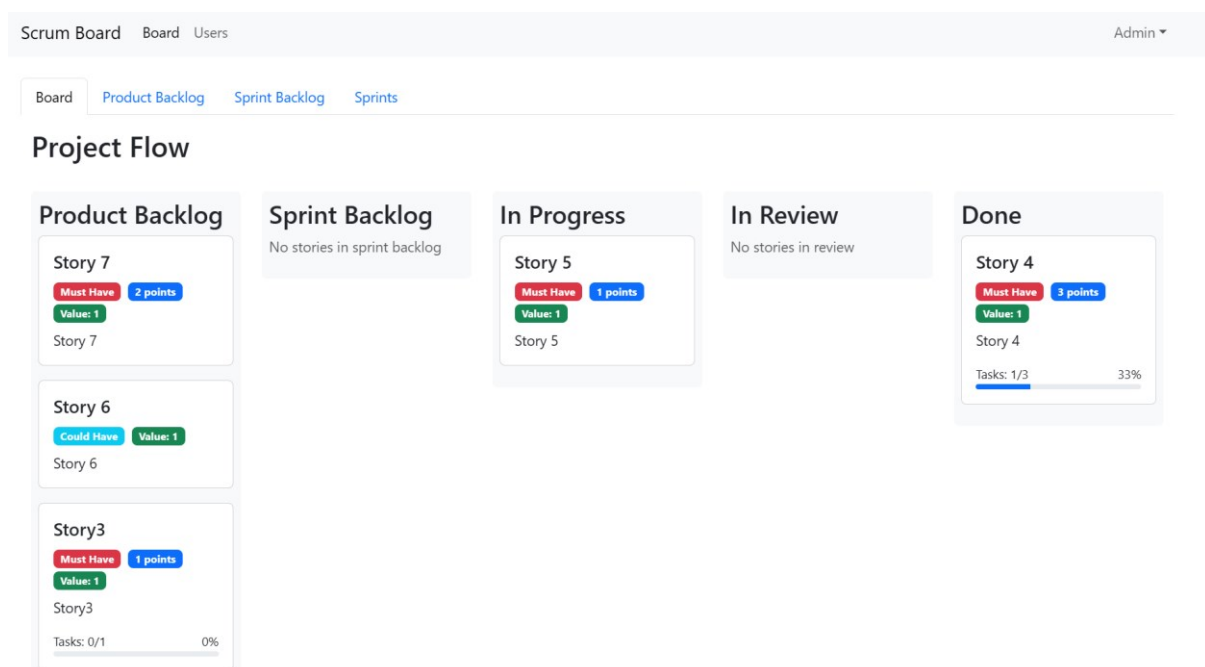 Scrum Board Board Users Admin
Board Product Backlog Sprint Backlog Sprints
Project Flow
Product Backlog
Story 7
Must Have 2 points
Value: 1
Story 7
Story 6
Could Have Value: 1
Story 6
Story3
Must Have 1 points
Value: 1
Story3
Tasks: 0/1 0%
Sprint Backlog
No stories in sprint backlog
In Progress
Story 5
Must Have 1 points
Value: 1
Story 5
In Review
No stories in review
Done
Story 4
Must Have 3 points
Value: 1
Story 4
Tasks: 1/3 33%